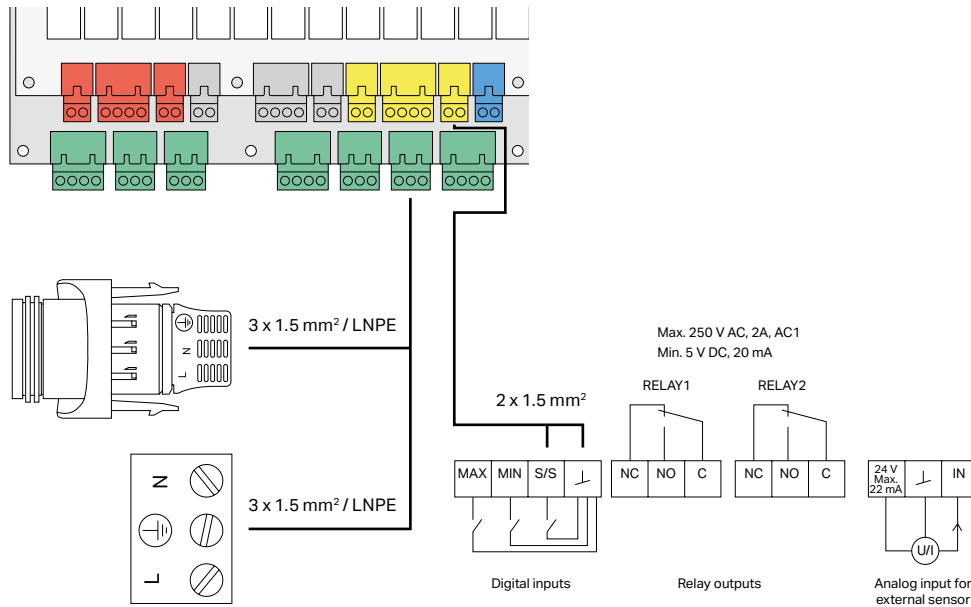 3 x 1.5 mm² / LNPE
N
L
Max. 250 V AC, 2A, AC1
Min. 5 V DC, 20 mA
RELAY1
RELAY2
2 x 1.5 mm²
MAX MIN S/S
NC NO C
NC NO C
24 V
Max.
22 mA
IN
N
L
3 x 1.5 mm² / LNPE
U/I
Digital inputs
Relay outputs
Analog input for
external sensor